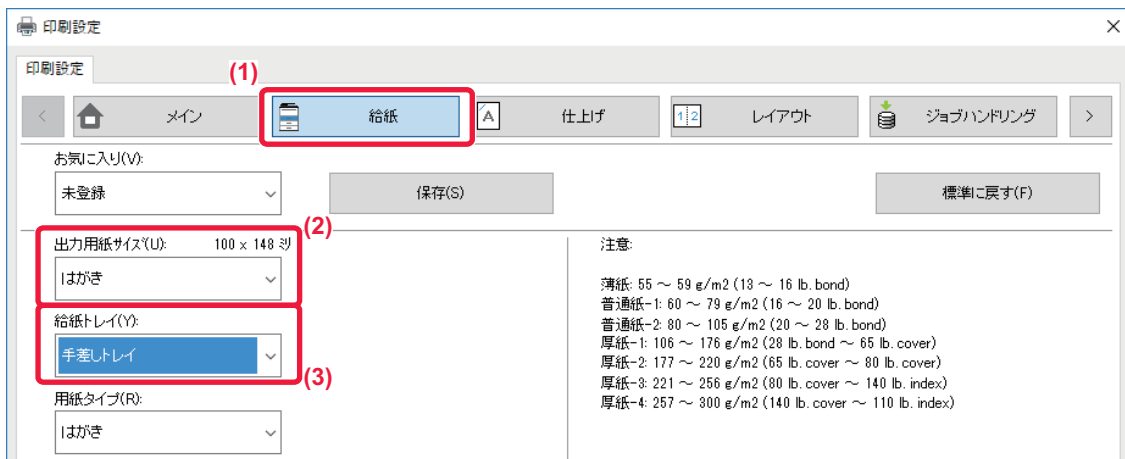 印刷設定
印刷設定
(1)
メイン 給紙 仕上げ レイアウト ジョブハンドリング
お気に入り(V):
未登録 保存(S) 標準に戻す(F)
(2)
出力用紙サイズ(U): 100 x 148 ミリ
はがき
給紙トレイ(Y):
手差しトレイ
(3)
用紙タイプ(R):
はがき
注意:
薄紙: 55 ～ 59 g/m2 (13 ～ 16 lb. bond)
普通紙-1: 60 ～ 79 g/m2 (16 ～ 20 lb. bond)
普通紙-2: 80 ～ 105 g/m2 (20 ～ 28 lb. bond)
厚紙-1: 106 ～ 176 g/m2 (28 lb. bond ～ 65 lb. cover)
厚紙-2: 177 ～ 220 g/m2 (65 lb. cover ～ 80 lb. cover)
厚紙-3: 221 ～ 256 g/m2 (80 lb. cover ～ 140 lb. index)
厚紙-4: 257 ～ 300 g/m2 (140 lb. cover ～ 110 lb. index)